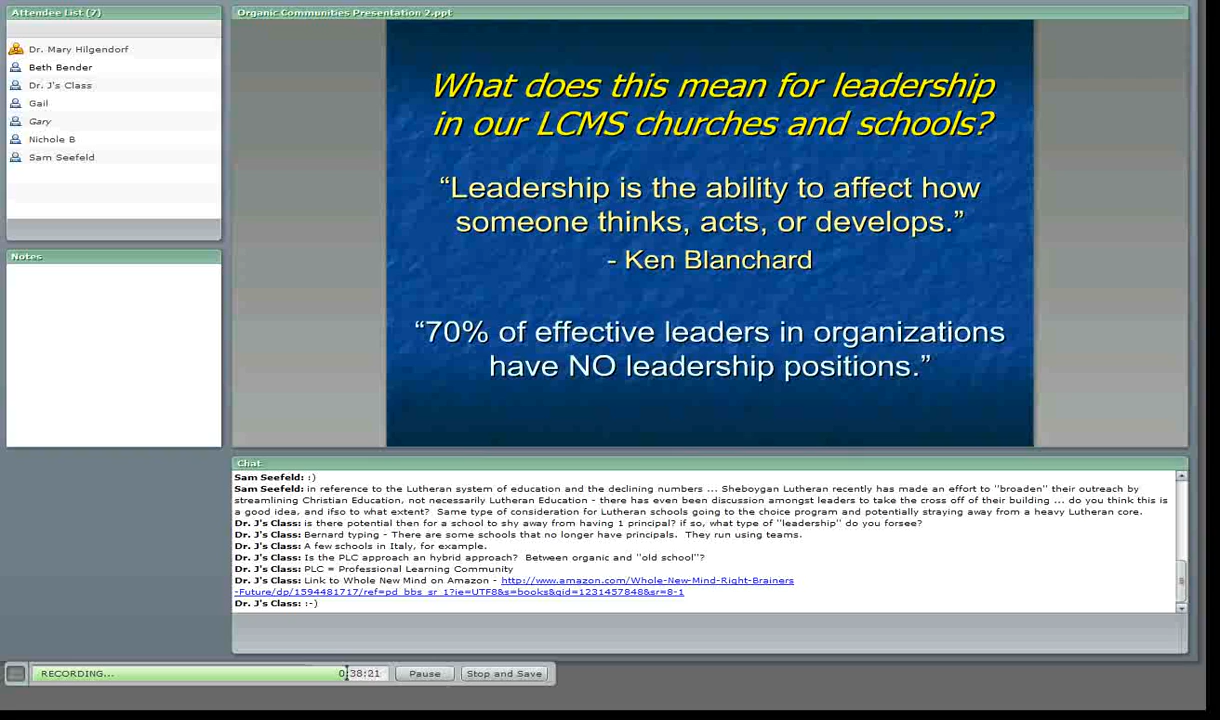 Attendee List (7)
Dr. Mary Hilgendorf
Beth Bender
Dr. J's Class
Gail
Gary
Nichole B
Sam Seefeld
Notes
Organic Communities Presentation 2.ppt
What does this mean for leadership
in our LCMS churches and schools?
“Leadership is the ability to affect how
someone thinks, acts, or develops.”
- Ken Blanchard
“70% of effective leaders in organizations
have NO leadership positions.”
Chat
Sam Seefeld: :)
Sam Seefeld: in reference to the Lutheran system of education and the declining numbers ... Sheboygan Lutheran recently has made an effort to "broaden" their outreach by
streamlining Christian Education, not necessarily Lutheran Education - there has even been discussion amongst leaders to take the cross off of their building ... do you think this is
a good idea, and ifso to what extent?  Same type of consideration for Lutheran schools going to the choice program and potentially straying away from a heavy Lutheran core.
Dr. J's Class: is there potential then for a school to shy away from having 1 principal? if so, what type of "leadership" do you forsee?
Dr. J's Class: Bernard typing - There are some schools that no longer have principals.  They run using teams.
Dr. J's Class: A few schools in Italy, for example.
Dr. J's Class: Is the PLC approach an hybrid approach?  Between organic and "old school"?
Dr. J's Class: PLC = Professional Learning Community
Dr. J's Class: Link to Whole New Mind on Amazon - http://www.amazon.com/Whole-New-Mind-Right-Brainers
-Future/dp/1594481717/ref=pd_bbs_sr_1?ie=UTF8&s=books&qid=1231457848&sr=8-1
Dr. J's Class: :-)
RECORDING... 0:38:21 Pause Stop and Save